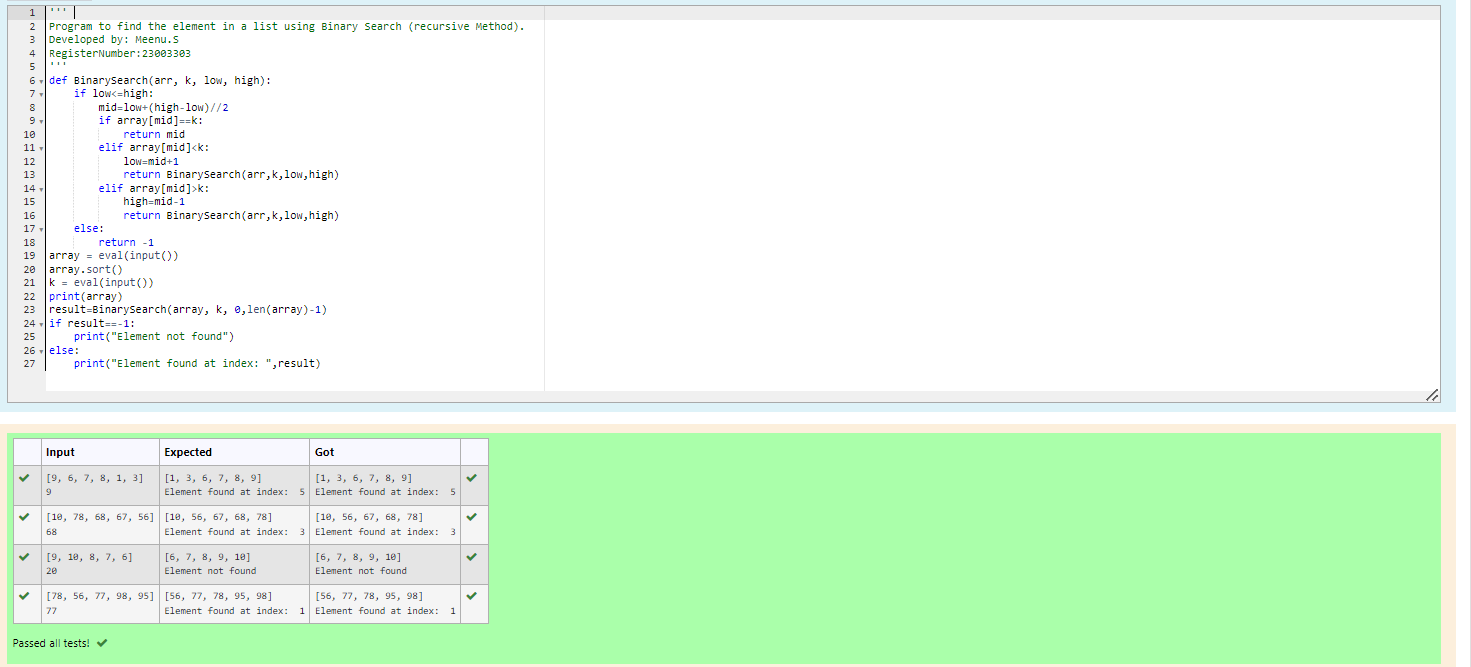 1 '''
2 Program to find the element in a list using Binary Search (recursive Method).
3 Developed by: Meenu.S
4 RegisterNumber:23003303
5 '''
6 def BinarySearch(arr, k, low, high):
7     if low<=high:
8         mid=low+(high-low)//2
9         if array[mid]==k:
10             return mid
11         elif array[mid]<k:
12             low=mid+1
13             return BinarySearch(arr,k,low,high)
14         elif array[mid]>k:
15             high=mid-1
16             return BinarySearch(arr,k,low,high)
17     else:
18         return -1
19 array = eval(input())
20 array.sort()
21 k = eval(input())
22 print(array)
23 result=BinarySearch(array, k, 0,len(array)-1)
24 if result==-1:
25     print("Element not found")
26 else:
27     print("Element found at index: ",result)
Input Expected Got
[9, 6, 7, 8, 1, 3] [1, 3, 6, 7, 8, 9] [1, 3, 6, 7, 8, 9]
9 Element found at index:  5 Element found at index:  5
[10, 78, 68, 67, 56] [10, 56, 67, 68, 78] [10, 56, 67, 68, 78]
68 Element found at index:  3 Element found at index:  3
[9, 10, 8, 7, 6] [6, 7, 8, 9, 10] [6, 7, 8, 9, 10]
20 Element not found Element not found
[78, 56, 77, 98, 95] [56, 77, 78, 95, 98] [56, 77, 78, 95, 98]
77 Element found at index:  1 Element found at index:  1
Passed all tests!